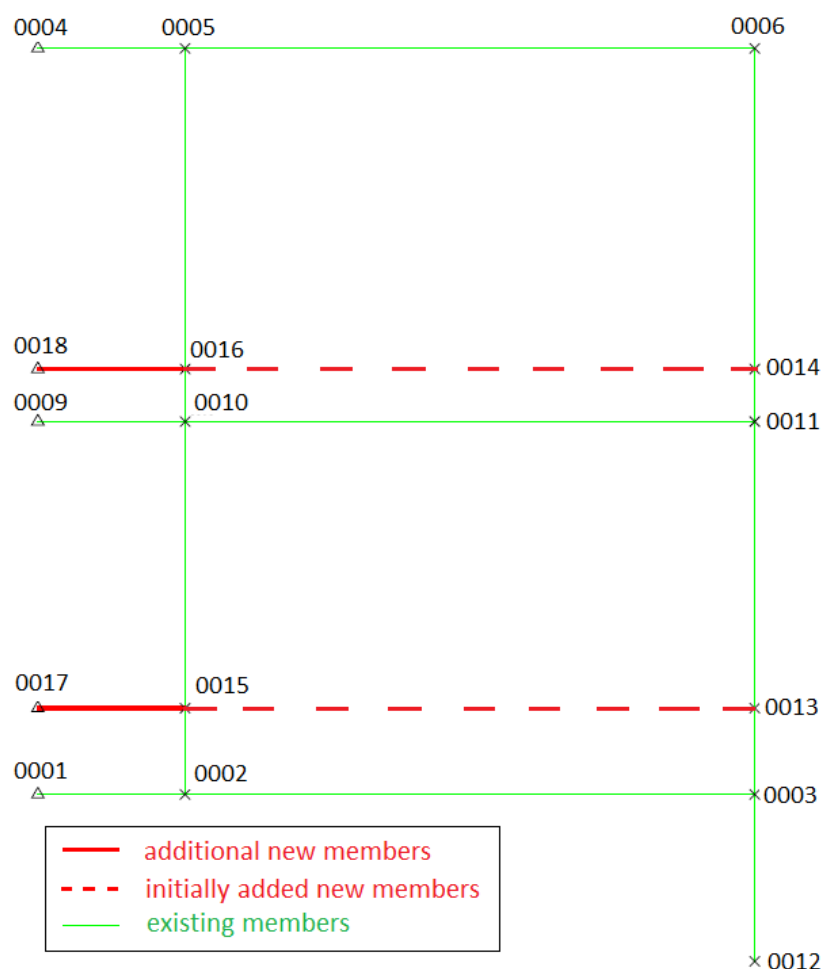 0004 0005 0006
0018 0016 0014
0009 0010 0011
0017 0015 0013
0001 0002 0003
additional new members
initially added new members
existing members
0012